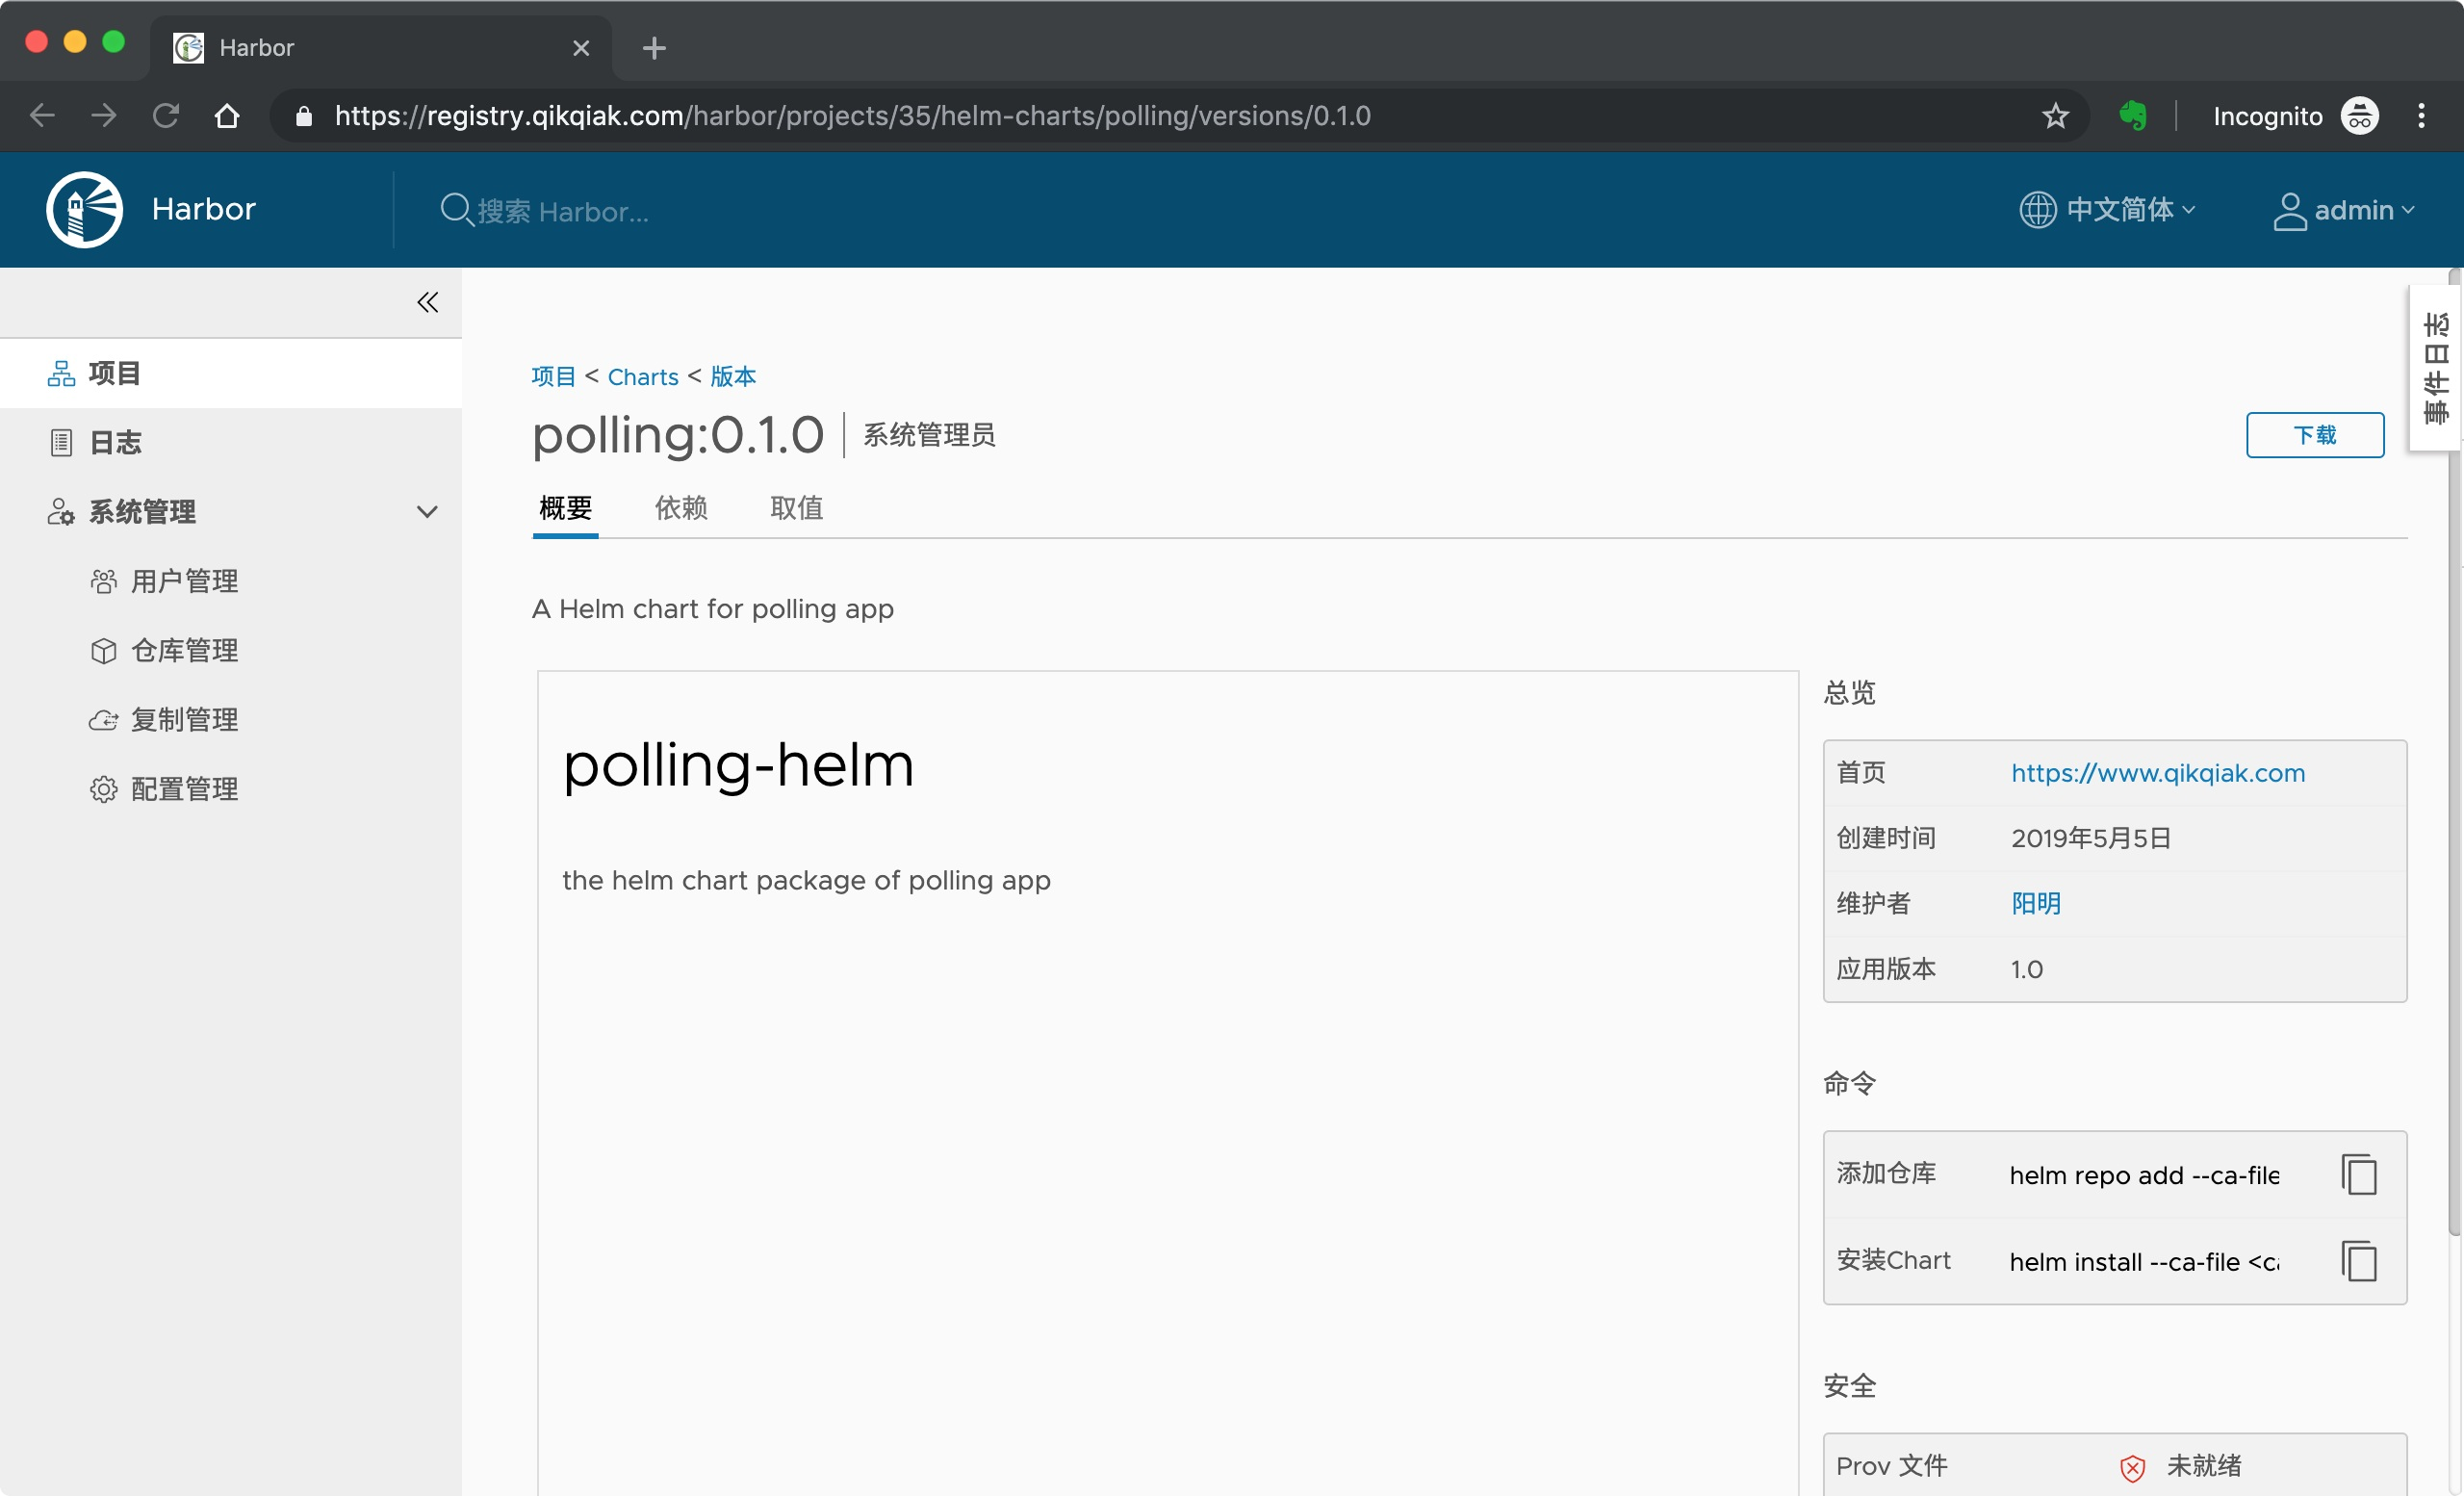 Harbor
https://registry.qikqiak.com/harbor/projects/35/helm-charts/polling/versions/0.1.0
Incognito
Harbor
搜索 Harbor...
中文简体
admin
项目
日志
系统管理
用户管理
仓库管理
复制管理
配置管理
事件日志
项目 < Charts < 版本
polling:0.1.0 系统管理员
下载
概要 依赖 取值
A Helm chart for polling app
polling-helm
the helm chart package of polling app
总览
首页 https://www.qikqiak.com
创建时间 2019年5月5日
维护者 阳明
应用版本 1.0
命令
添加仓库 helm repo add --ca-file
安装Chart helm install --ca-file
安全
Prov 文件 未就绪